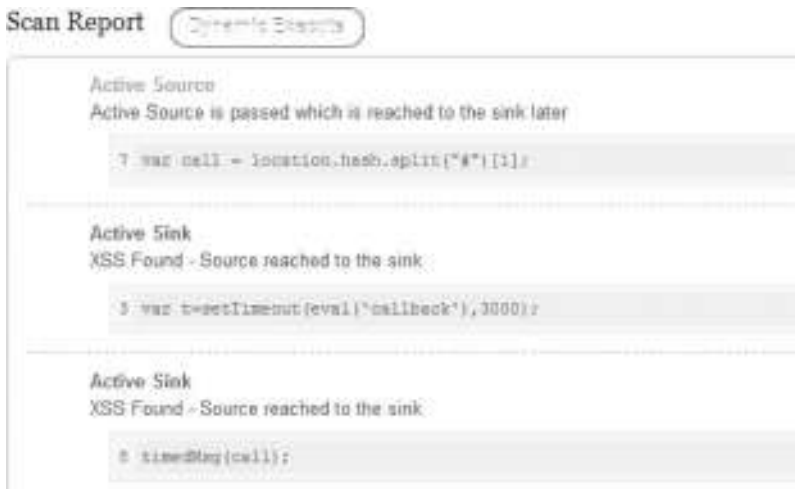 Scan Report
Dynamic Execute
Active Source
Active Source is passed which is reached to the sink later
7 var call = location.hash.split("#")[1];
Active Sink
XSS Found - Source reached to the sink
3 var t=setTimeout(eval('callback'),3000);
Active Sink
XSS Found - Source reached to the sink
8 timedMsg(call);